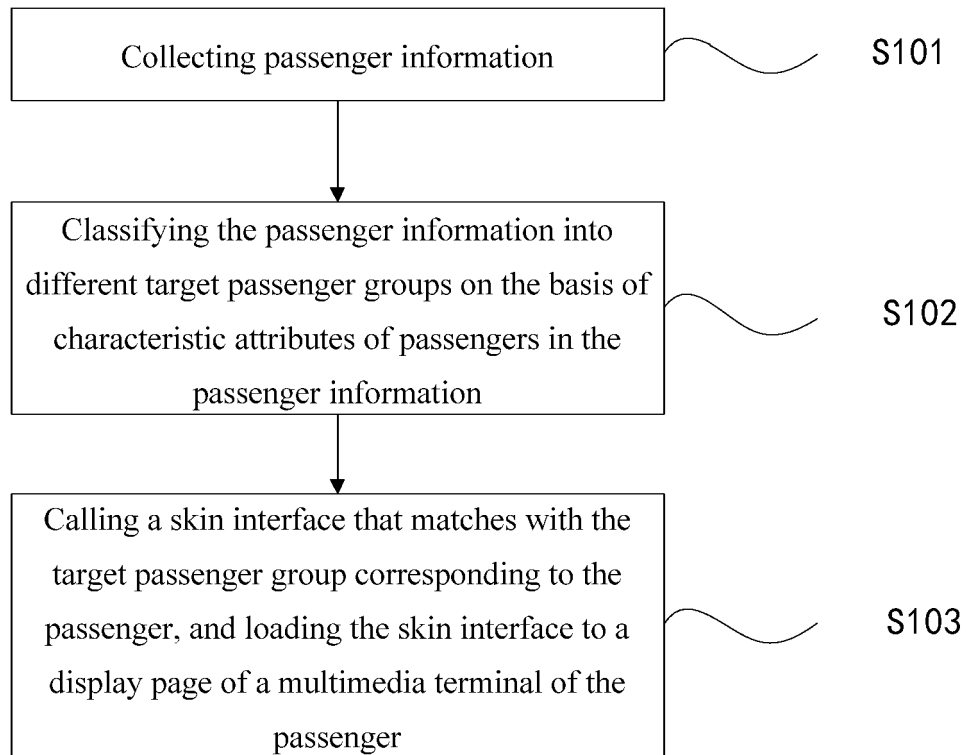 Collecting passenger information
S101
Classifying the passenger information into
different target passenger groups on the basis of
characteristic attributes of passengers in the
passenger information
S102
Calling a skin interface that matches with the
target passenger group corresponding to the
passenger, and loading the skin interface to a
display page of a multimedia terminal of the
passenger
S103